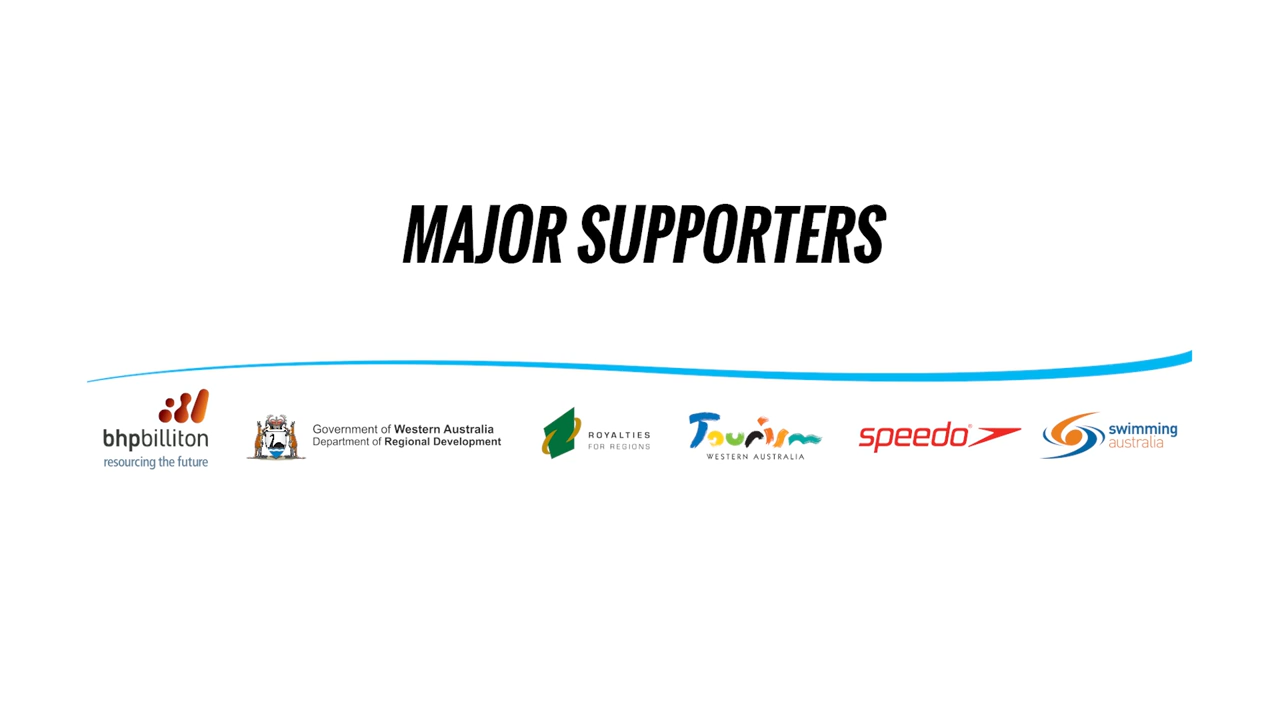 MAJOR SUPPORTERS
bhpbilliton
resourcing the future
Government of Western Australia
Department of Regional Development
ROYALTIES
FOR REGIONS
Tourism
WESTERN AUSTRALIA
speedo
swimming
australia